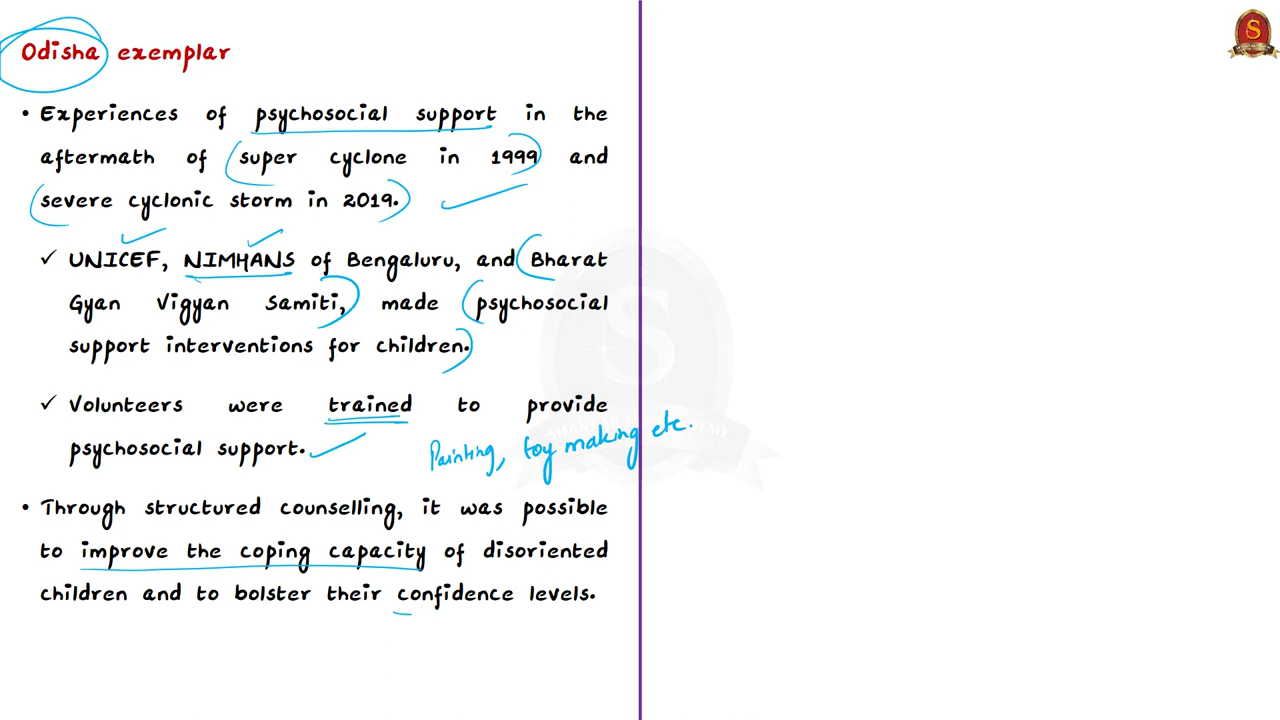 Odisha exemplar
• Experiences of psychosocial support in the
aftermath of super cyclone in 1999 and
severe cyclonic storm in 2019.
✓ UNICEF, NIMHANS of Bengaluru, and Bharat
Gyan Vigyan Samiti, made psychosocial
support interventions for children.
✓ Volunteers were trained to provide
psychosocial support.
Painting, toy making etc.
• Through structured counselling, it was possible
to improve the coping capacity of disoriented
children and to bolster their confidence levels.
S